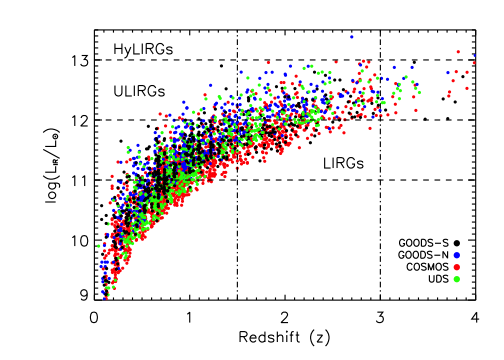 HyLIRGs
ULIRGs
LIRGs
13
12
11
10
9
log(L_IR/L_⊙)
GOODS-S
GOODS-N
COSMOS
UDS
0 1 2 3 4
Redshift (z)